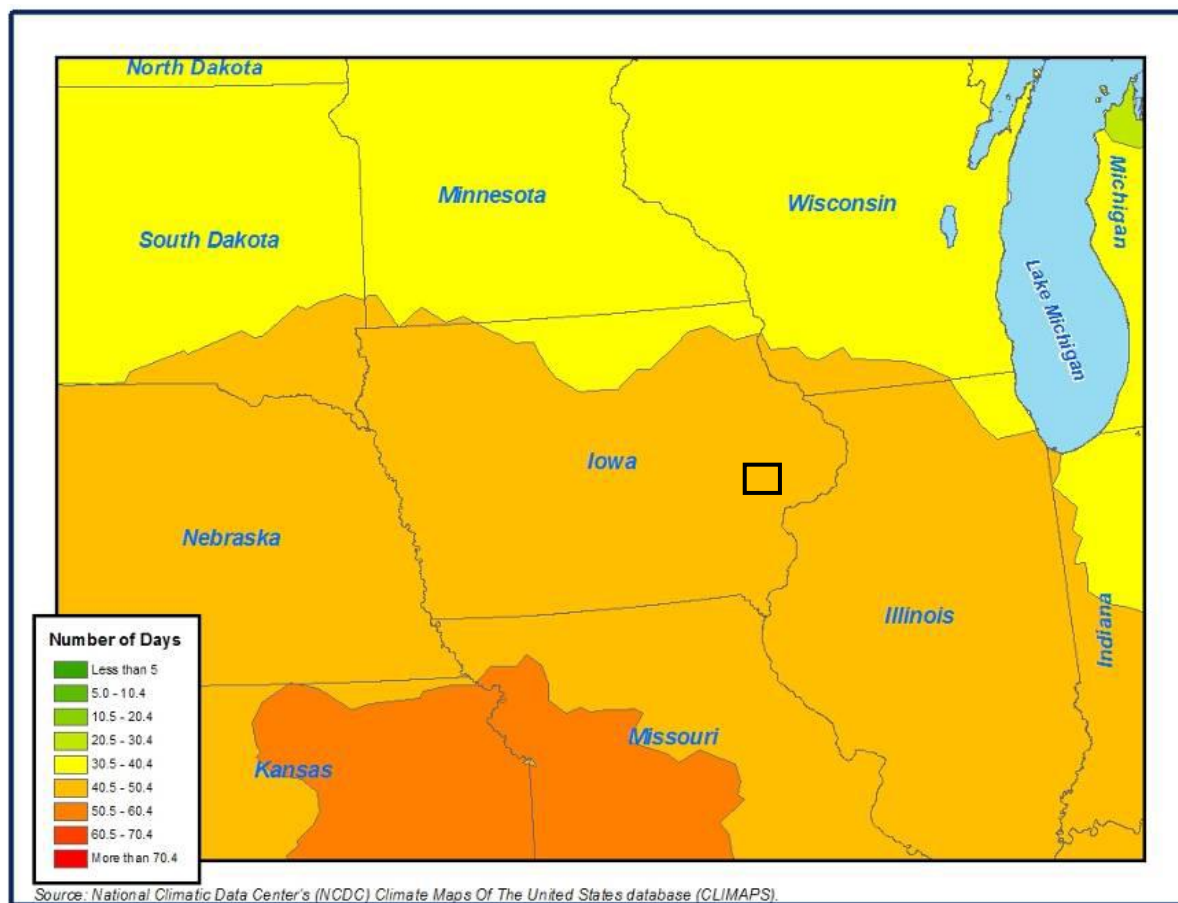 North Dakota
Minnesota
Wisconsin
Michigan
South Dakota
Lake Michigan
Iowa
Nebraska
Illinois
Indiana
Missouri
Kansas
Number of Days
Less than 5
5.0 - 10.4
10.5 - 20.4
20.5 - 30.4
30.5 - 40.4
40.5 - 50.4
50.5 - 60.4
60.5 - 70.4
More than 70.4
Source: National Climatic Data Center's (NCDC) Climate Maps Of The United States database (CLIMAPS).